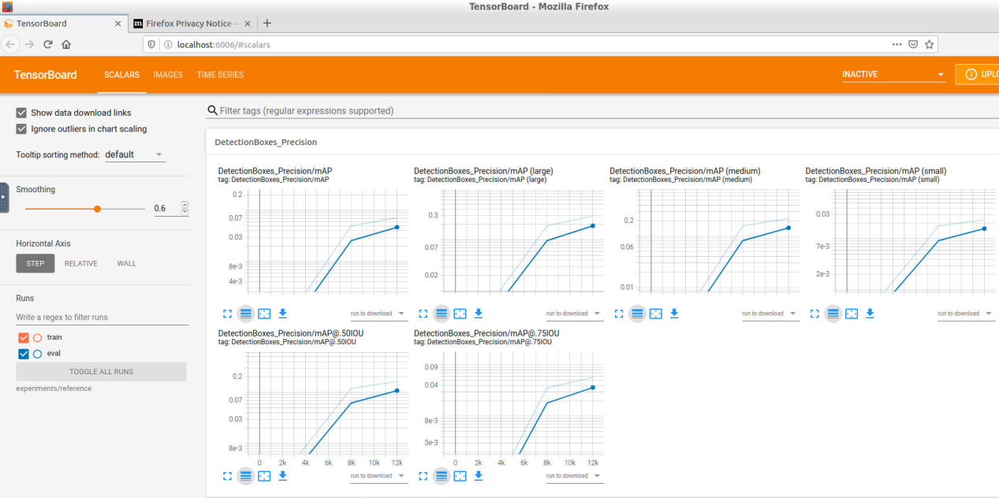 TensorBoard - Mozilla Firefox
TensorBoard
Firefox Privacy Notice —
localhost:6006/#scalars
TensorBoard
SCALARS
IMAGES
TIME SERIES
INACTIVE
UPLO
Show data download links
Ignore outliers in chart scaling
Tooltip sorting method: default
Smoothing
0.6
Horizontal Axis
STEP
RELATIVE
WALL
Runs
Write a regex to filter runs
train
eval
TOGGLE ALL RUNS
experiments/reference
Filter tags (regular expressions supported)
DetectionBoxes_Precision
DetectionBoxes_Precision/mAP
tag: DetectionBoxes_Precision/mAP
0.2
0.07
0.03
8e-3
4e-3
run to download
DetectionBoxes_Precision/mAP (large)
tag: DetectionBoxes_Precision/mAP (large)
0.3
0.07
0.02
run to download
DetectionBoxes_Precision/mAP (medium)
tag: DetectionBoxes_Precision/mAP (medium)
0.2
0.06
0.01
run to download
DetectionBoxes_Precision/mAP (small)
tag: DetectionBoxes_Precision/mAP (small)
0.03
7e-3
2e-3
run to download
DetectionBoxes_Precision/mAP@.50IOU
tag: DetectionBoxes_Precision/mAP@.50IOU
0.2
0.07
0.03
8e-3
0 2k 4k 6k 8k 10k 12k
run to download
DetectionBoxes_Precision/mAP@.75IOU
tag: DetectionBoxes_Precision/mAP@.75IOU
0.09
0.04
8e-3
3e-3
0 2k 4k 6k 8k 10k 12k
run to download